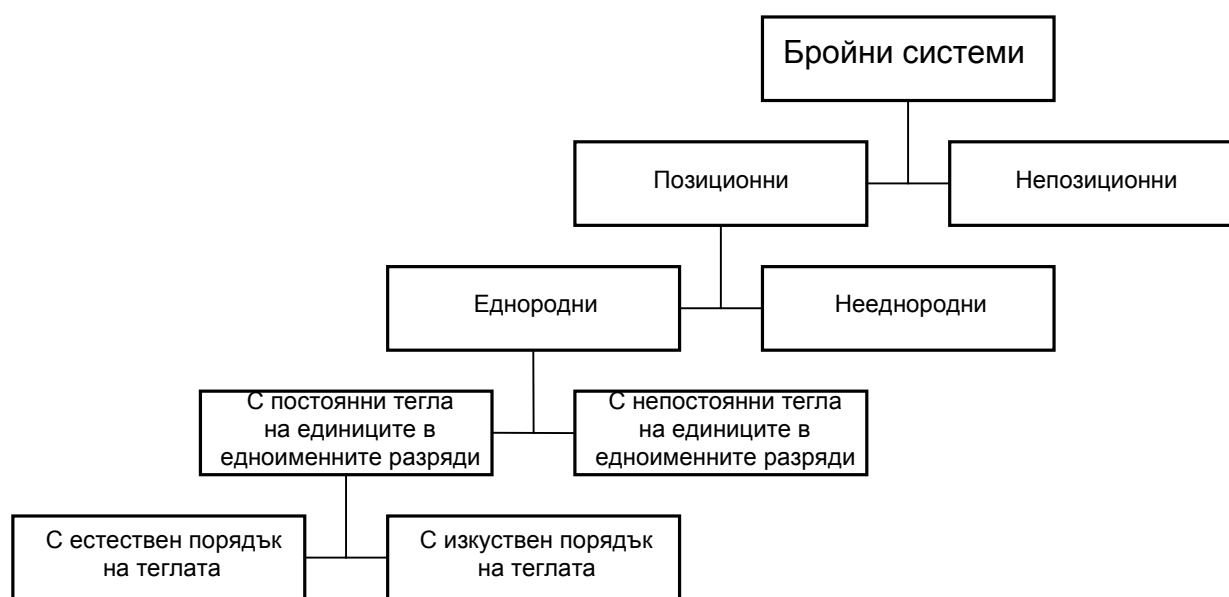 Бройни системи
Позиционни
Непозиционни
Еднородни
Нееднородни
С постоянни тегла
на единиците в
едноименните разряди
С непостоянни тегла
на единиците в
едноименните разряди
С естествен порядък
на теглата
С изкуствен порядък
на теглата